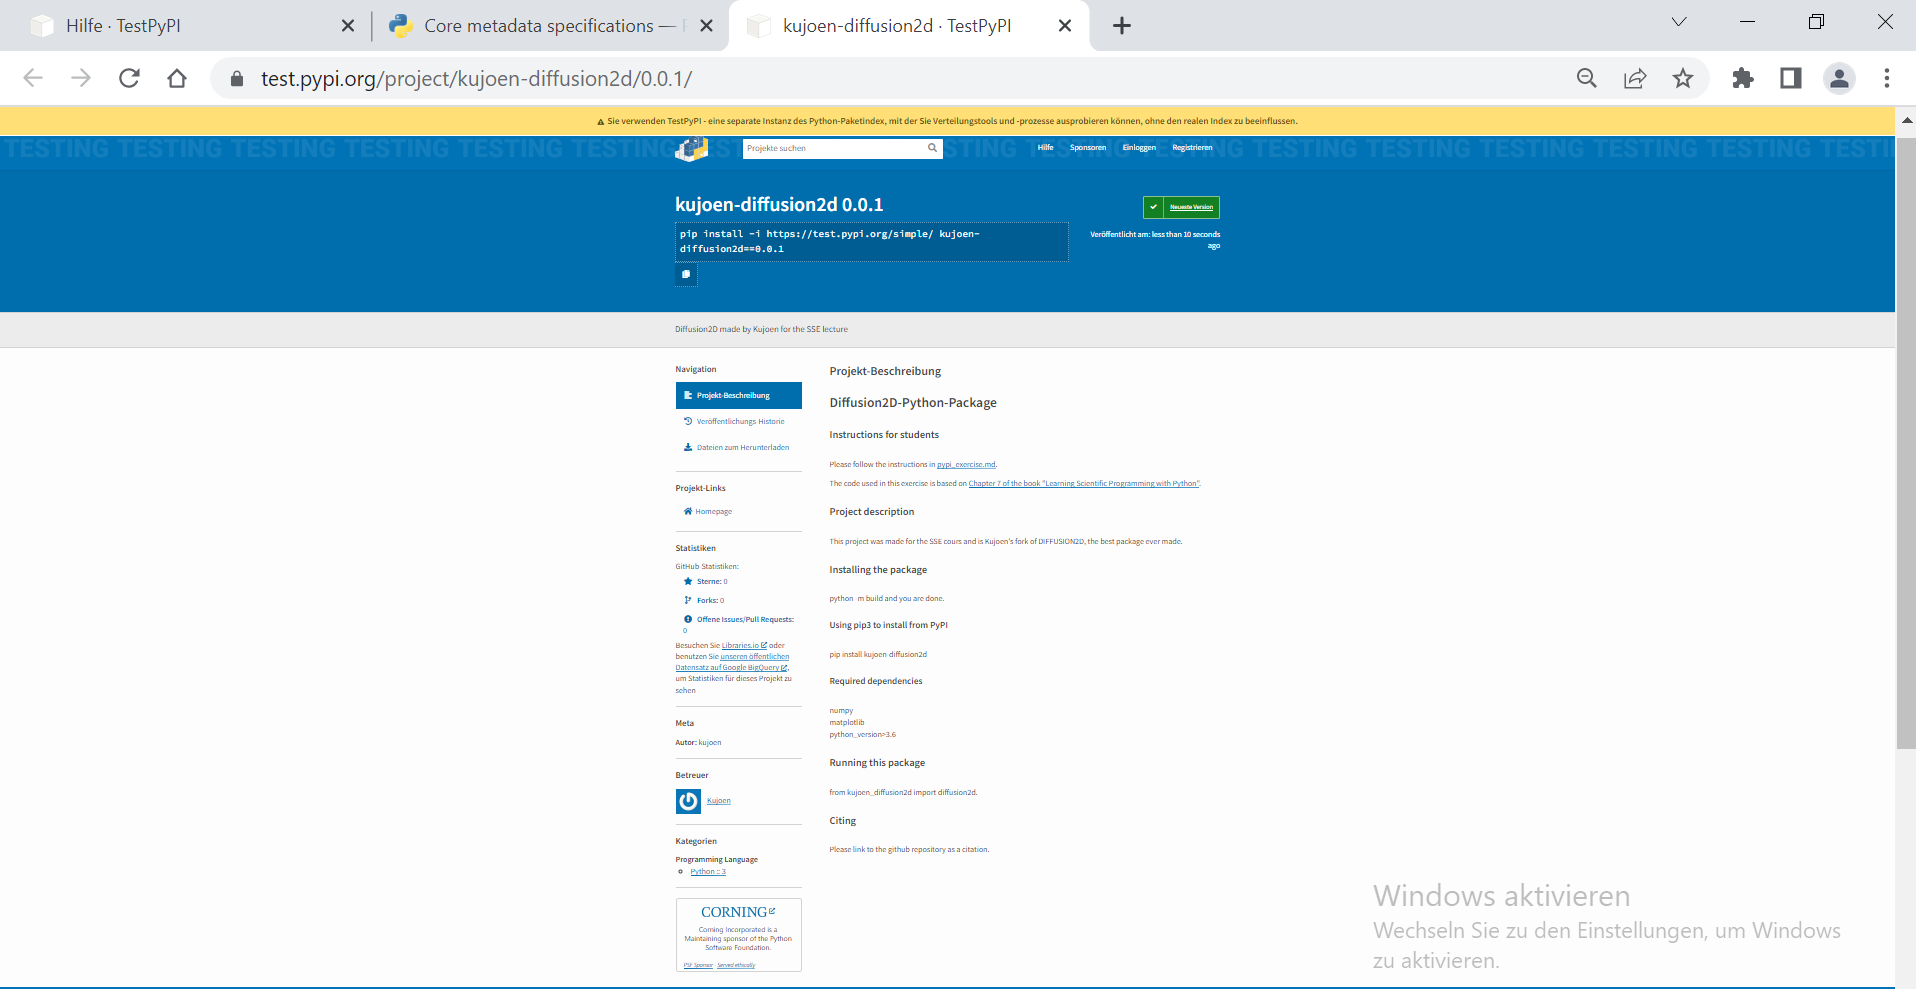 Hilfe · TestPyPI
Core metadata specifications —
kujoen-diffusion2d · TestPyPI
test.pypi.org/project/kujoen-diffusion2d/0.0.1/
Sie verwenden TestPyPI - eine separate Instanz des Python-Paketindex, mit der Sie Verteilungstools und -prozesse ausprobieren können, ohne den realen Index zu beeinflussen.
TESTING TESTING TESTING TESTING TESTING TESTING TESTING TESTING TESTING TESTING TESTING TESTING TESTING TESTING TESTING TESTING TESTI
Projekte suchen
Hilfe Sponsoren Einloggen Registrieren
kujoen-diffusion2d 0.0.1
pip install -i https://test.pypi.org/simple/ kujoen-
diffusion2d==0.0.1
Neueste Version
Veröffentlicht am: less than 10 seconds
ago
Diffusion2D made by Kujoen for the SSE lecture
Navigation
Projekt-Beschreibung
Veröffentlichungs-Historie
Dateien zum Herunterladen
Projekt-Links
Homepage
Statistiken
GitHub Statistiken:
Sterne: 0
Forks: 0
Offene Issues/Pull Requests:
0
Besuchen Sie Libraries.io oder
benutzen Sie unseren öffentlichen
Datensatz auf Google BigQuery,
um Statistiken für dieses Projekt zu
sehen
Meta
Autor: kujoen
Betreuer
Kujoen
Kategorien
Programming Language
Python :: 3
CORNING
Corning Incorporated is a
Maintaining sponsor of the Python
Software Foundation.
PSF Sponsor Served ethically
Projekt-Beschreibung
Diffusion2D-Python-Package
Instructions for students
Please follow the instructions in pypi_exercise.md.
The code used in this exercise is based on Chapter 7 of the book "Learning Scientific Programming with Python".
Project description
This project was made for the SSE cours and is Kujoen's fork of DIFFUSION2D, the best package ever made.
Installing the package
python -m build and you are done.
Using pip3 to install from PyPI
pip install kujoen-diffusion2d
Required dependencies
numpy
matplotlib
python_version>3.6
Running this package
from kujoen_diffusion2d import diffusion2d.
Citing
Please link to the github repository as a citation.
Windows aktivieren
Wechseln Sie zu den Einstellungen, um Windows
zu aktivieren.